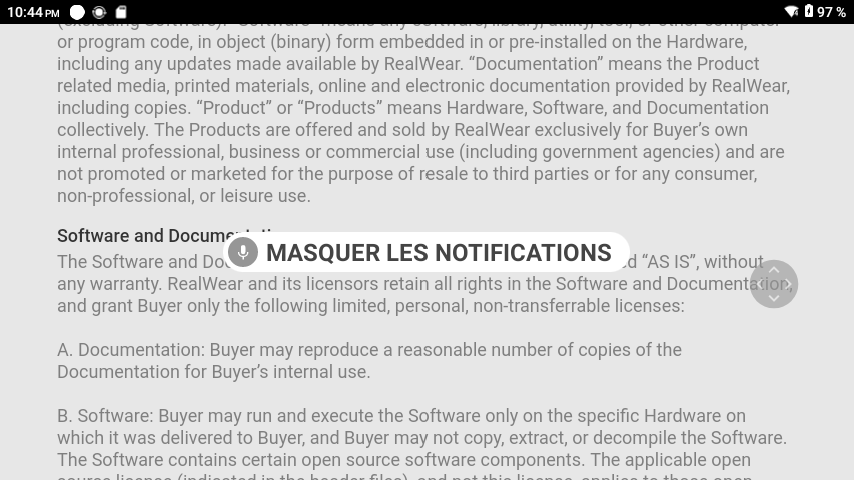 10:44 PM
97 %
or program code, in object (binary) form embedded in or pre-installed on the Hardware,
including any updates made available by RealWear. “Documentation” means the Product
related media, printed materials, online and electronic documentation provided by RealWear,
including copies. “Product” or “Products” means Hardware, Software, and Documentation
collectively. The Products are offered and sold by RealWear exclusively for Buyer’s own
internal professional, business or commercial use (including government agencies) and are
not promoted or marketed for the purpose of resale to third parties or for any consumer,
non-professional, or leisure use.
Software and
MASQUER LES NOTIFICATIONS
The Software and “AS IS”, without
any warranty. RealWear and its licensors retain all rights in the Software and Documentation,
and grant Buyer only the following limited, personal, non-transferrable licenses:
A. Documentation: Buyer may reproduce a reasonable number of copies of the
Documentation for Buyer’s internal use.
B. Software: Buyer may run and execute the Software only on the specific Hardware on
which it was delivered to Buyer, and Buyer may not copy, extract, or decompile the Software.
The Software contains certain open source software components. The applicable open